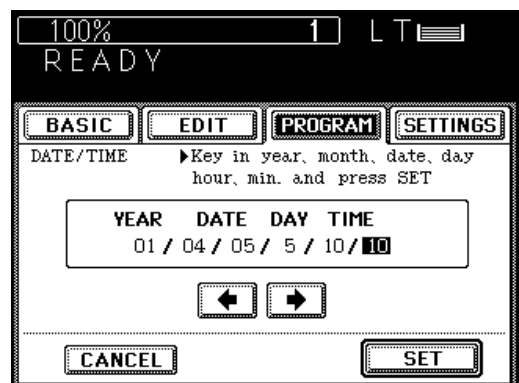 100% 1 LT
READY
BASIC EDIT PROGRAM SETTINGS
DATE/TIME ▶Key in year, month, date, day
hour, min. and press SET
YEAR DATE DAY TIME
01 / 04 / 05 / 5 / 10 / 10
CANCEL SET